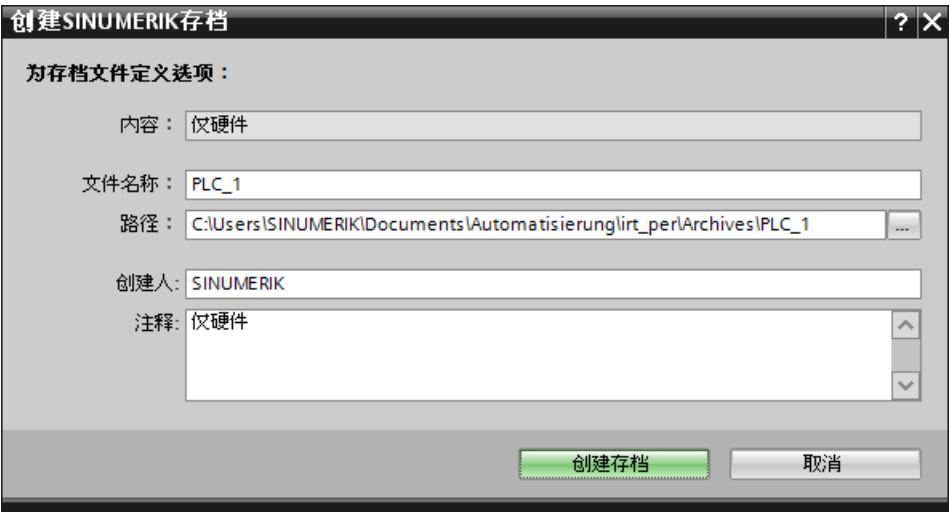 创建SINUMERIK存档 ? X
为存档文件定义选项：
内容： 仅硬件
文件名称： PLC_1
路径： C:\Users\SINUMERIK\Documents\Automatisierung\irt_per\Archives\PLC_1 ...
创建人: SINUMERIK
注释: 仅硬件
创建存档 取消